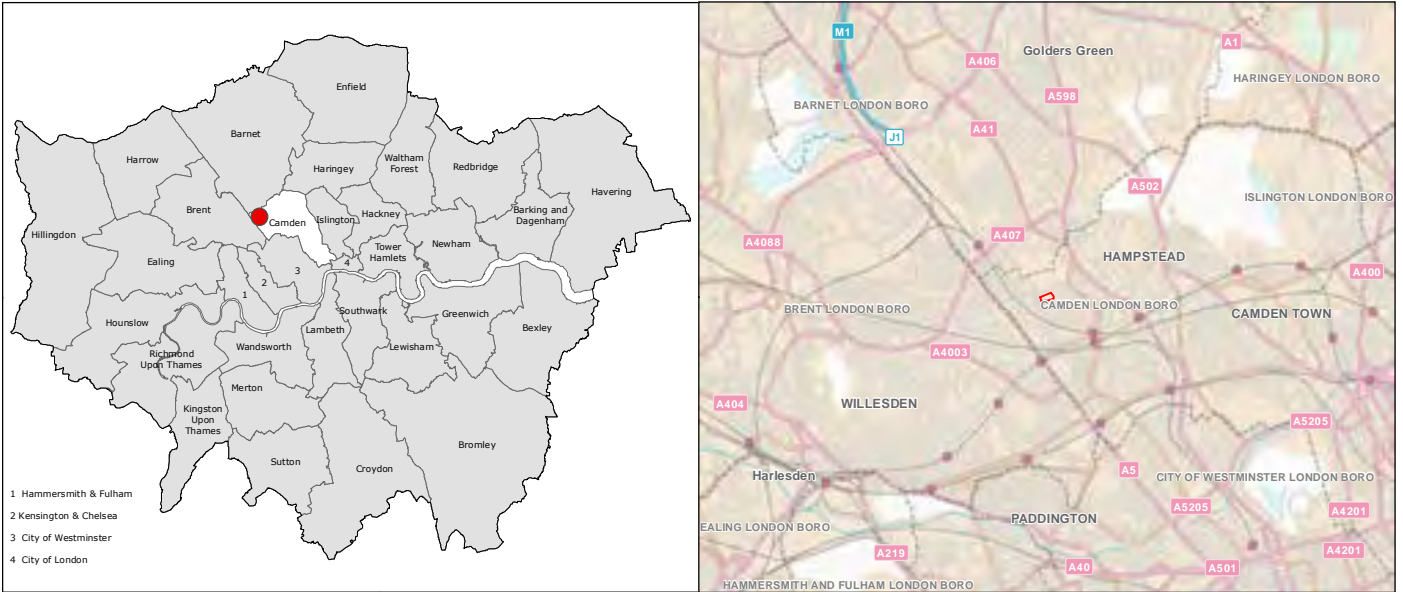 Enfield
Barnet
Harrow
Haringey
Waltham
Forest
Redbridge
Havering
Brent
Camden
Islington
Hackney
Barking and
Dagenham
Hillingdon
Ealing
Tower
Hamlets
Newham
3
4
2
1
Hounslow
Southwark
Greenwich
Bexley
Lambeth
Richmond
Upon Thames
Wandsworth
Lewisham
Merton
Kingston
Upon
Thames
Bromley
Sutton
Croydon
1 Hammersmith & Fulham
2 Kensington & Chelsea
3 City of Westminster
4 City of London
M1
Golders Green
A1
A406
HARINGEY LONDON BORO
A598
BARNET LONDON BORO
A41
J1
A502
ISLINGTON LONDON BORO
A407
A4088
HAMPSTEAD
A400
CAMDEN LONDON BORO
BRENT LONDON BORO
CAMDEN TOWN
A4003
A404
WILLESDEN
A5205
A5
Harlesden
CITY OF WESTMINSTER LONDON BORO
A5205
A4201
PADDINGTON
EALING LONDON BORO
A219
A4201
A40
A501
HAMMERSMITH AND FULHAM LONDON BORO